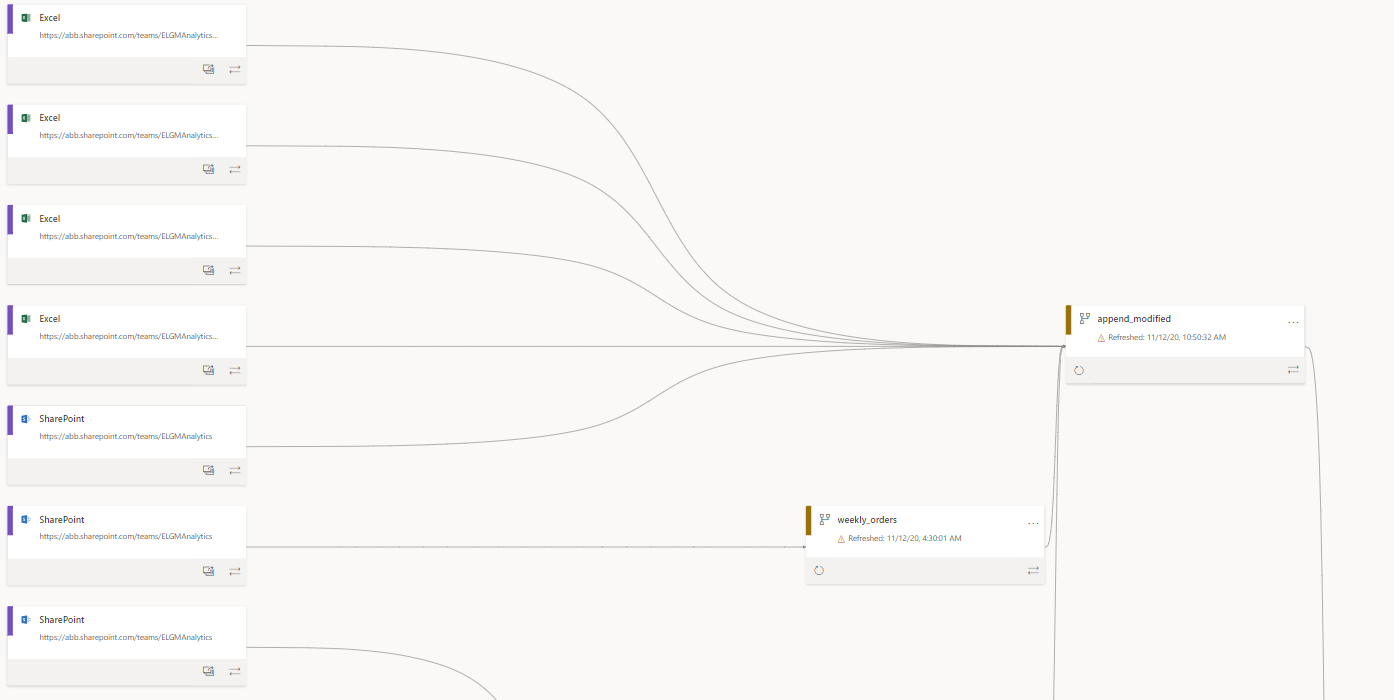 Excel
https://abb.sharepoint.com/teams/ELGMAnalytics...
Excel
https://abb.sharepoint.com/teams/ELGMAnalytics...
Excel
https://abb.sharepoint.com/teams/ELGMAnalytics...
Excel
https://abb.sharepoint.com/teams/ELGMAnalytics...
append_modified
...
Refreshed: 11/12/20, 10:50:32 AM
SharePoint
https://abb.sharepoint.com/teams/ELGMAnalytics
SharePoint
https://abb.sharepoint.com/teams/ELGMAnalytics
weekly_orders
...
Refreshed: 11/12/20, 4:30:01 AM
SharePoint
https://abb.sharepoint.com/teams/ELGMAnalytics